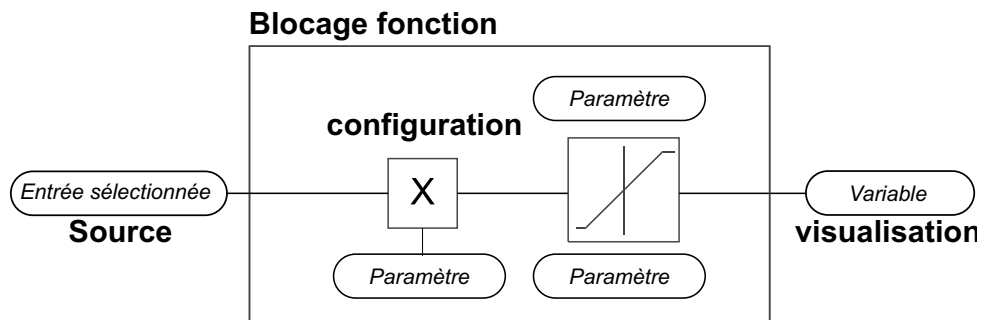 Blocage fonction
Paramètre
configuration
Entrée sélectionnée
X
Variable
Source
visualisation
Paramètre
Paramètre